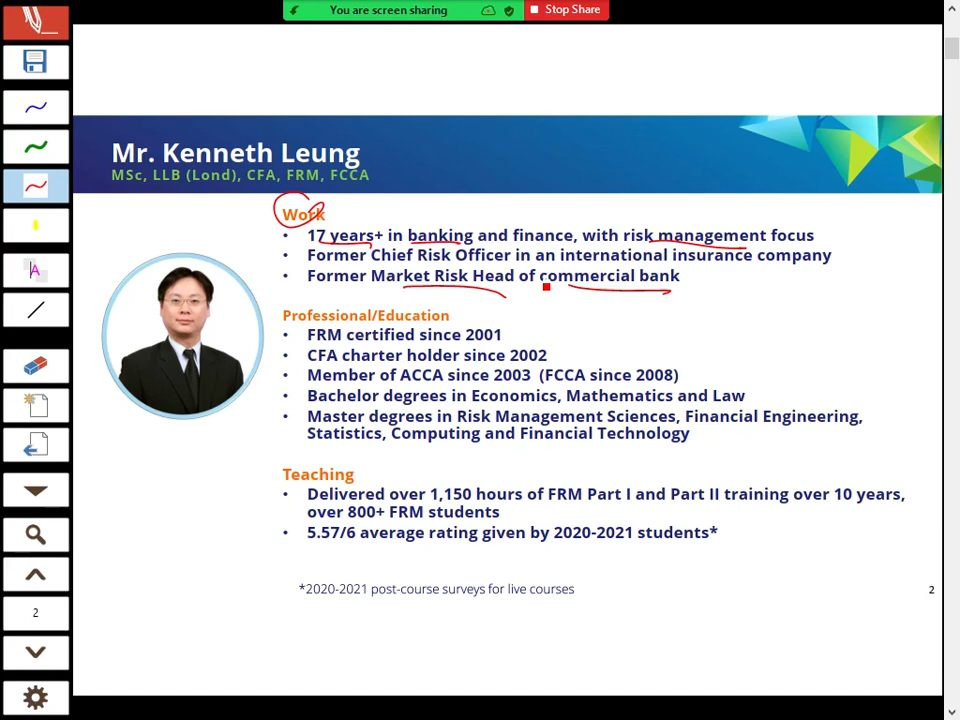 You are screen sharing
Stop Share
Mr. Kenneth Leung
MSc, LLB (Lond), CFA, FRM, FCCA
Work
• 17 years+ in banking and finance, with risk management focus
• Former Chief Risk Officer in an international insurance company
• Former Market Risk Head of commercial bank
Professional/Education
• FRM certified since 2001
• CFA charter holder since 2002
• Member of ACCA since 2003 (FCCA since 2008)
• Bachelor degrees in Economics, Mathematics and Law
• Master degrees in Risk Management Sciences, Financial Engineering,
Statistics, Computing and Financial Technology
Teaching
• Delivered over 1,150 hours of FRM Part I and Part II training over 10 years,
over 800+ FRM students
• 5.57/6 average rating given by 2020-2021 students*
*2020-2021 post-course surveys for live courses
2
A
2